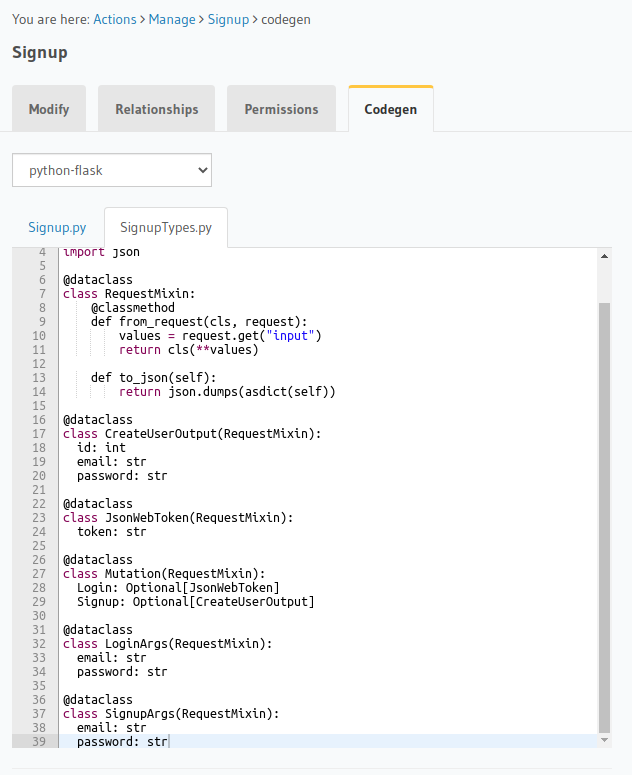 You are here: Actions > Manage > Signup > codegen
Signup
Modify Relationships Permissions Codegen
python-flask
Signup.py SignupTypes.py
4 import json
5
6 @dataclass
7 class RequestMixin:
8     @classmethod
9     def from_request(cls, request):
10         values = request.get("input")
11         return cls(**values)
12
13     def to_json(self):
14         return json.dumps(asdict(self))
15
16 @dataclass
17 class CreateUserOutput(RequestMixin):
18   id: int
19   email: str
20   password: str
21
22 @dataclass
23 class JsonWebToken(RequestMixin):
24   token: str
25
26 @dataclass
27 class Mutation(RequestMixin):
28   Login: Optional[JsonWebToken]
29   Signup: Optional[CreateUserOutput]
30
31 @dataclass
32 class LoginArgs(RequestMixin):
33   email: str
34   password: str
35
36 @dataclass
37 class SignupArgs(RequestMixin):
38   email: str
39   password: str